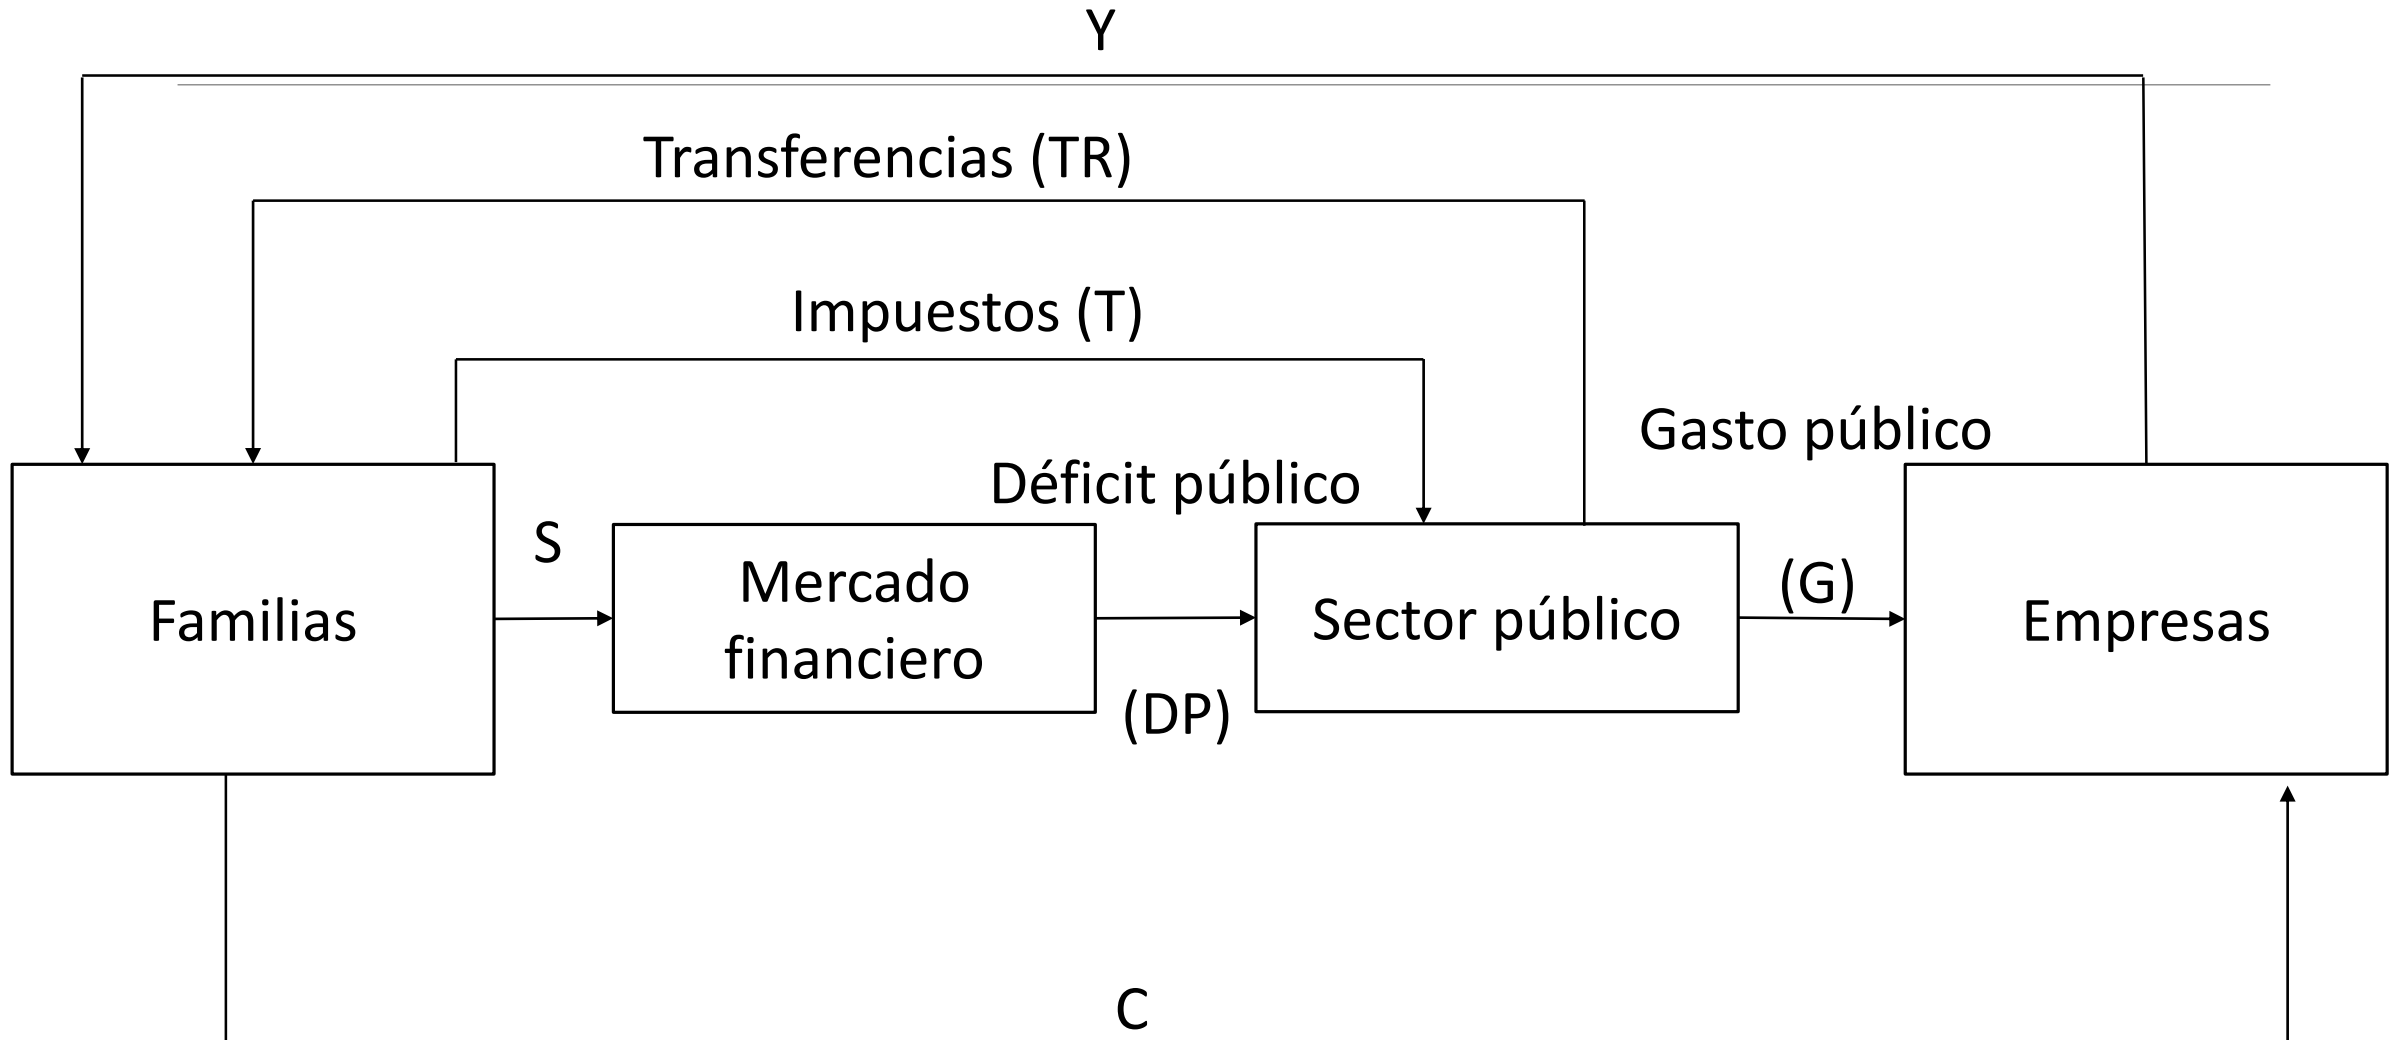 Y
Transferencias (TR)
Impuestos (T)
Gasto público
Déficit público
S
Mercado
financiero
(G)
Familias
Sector público
Empresas
(DP)
C